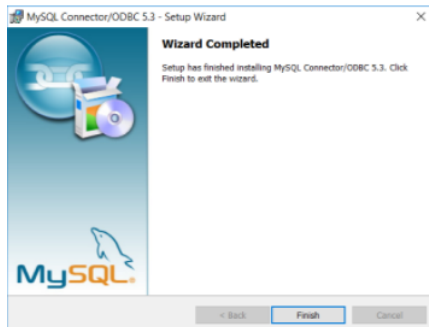 MySQL Connector/ODBC 5.3 - Setup Wizard
Wizard Completed
Setup has finished installing MySQL Connector/ODBC 5.3. Click
Finish to exit the wizard.
MySQL®
< Back Finish Cancel